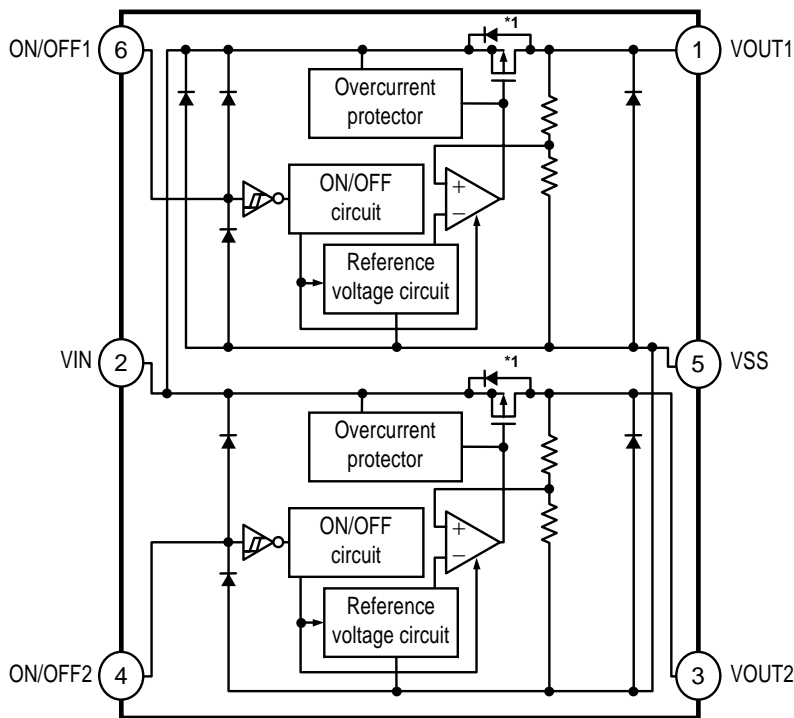 *1
ON/OFF1
6
1
VOUT1
Overcurrent
protector
ON/OFF
circuit
+
−
Reference
voltage circuit
VIN
2
*1
5
VSS
Overcurrent
protector
ON/OFF
circuit
+
−
Reference
voltage circuit
ON/OFF2
4
3
VOUT2